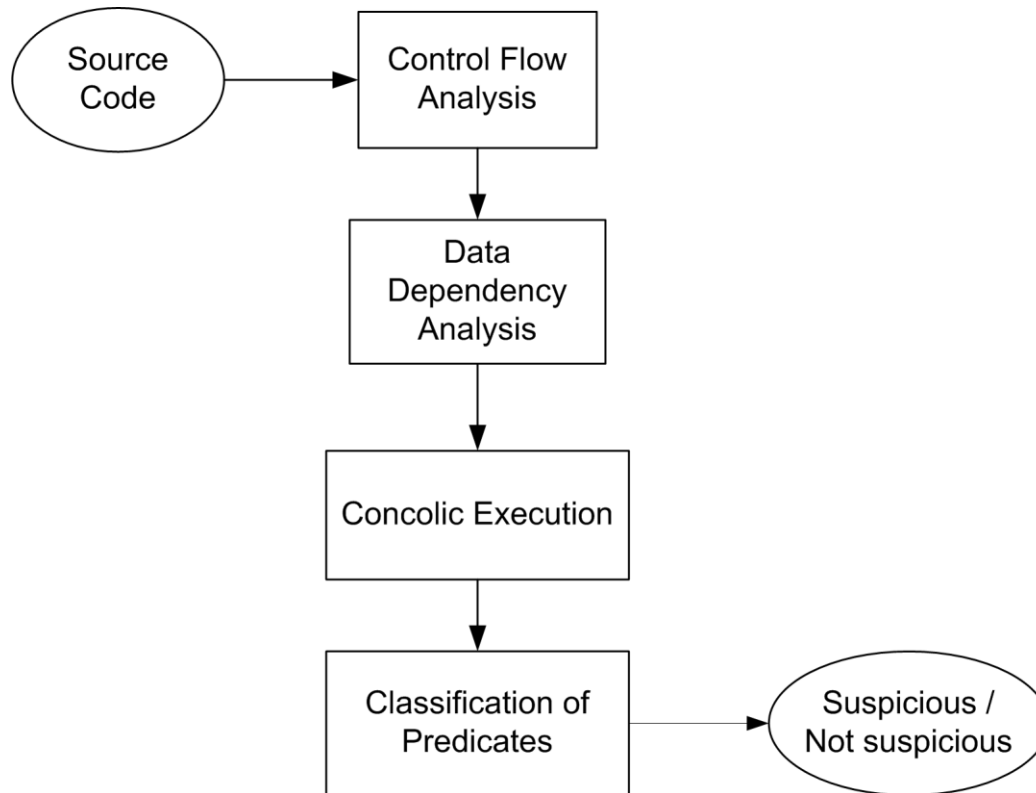 Source
Code
Control Flow
Analysis
Data
Dependency
Analysis
Concolic Execution
Classification of
Predicates
Suspicious /
Not suspicious